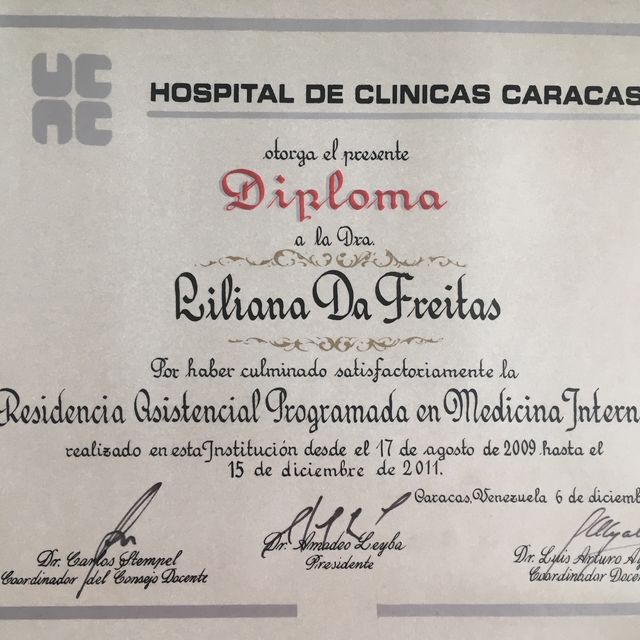 HOSPITAL DE CLINICAS CARACAS
otorga el presente
Diploma
a la Dra.
Liliana Da Freitas
Por haber culminado satisfactoriamente la
Residencia Asistencial Programada en Medicina Intern
realizado en esta Institución desde el 17 de agosto de 2009 hasta el
15 de diciembre de 2011.
Caracas, Venezuela 6 de diciemb
Dr. Carlos Stempel
Coordinador del Consejo Docente
Dr. Amadeo Leyba
Presidente
Dr. Luis Arturo
Coordinador Doce